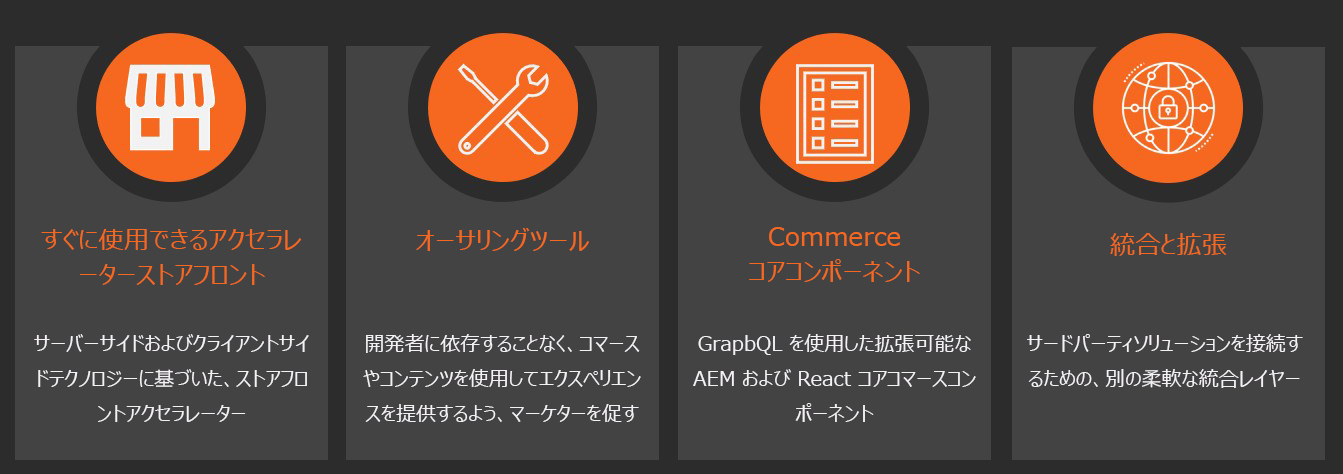 すぐに使用できるアクセラレ
ーターストアフロント
サーバーサイドおよびクライアントサイ
ドテクノロジーに基づいた、ストアフロ
ントアクセラレーター
オーサリングツール
開発者に依存することなく、コマース
やコンテンツを使用してエクスペリエン
スを提供するよう、マーケターを促す
Commerce
コアコンポーネント
GrapbQL を使用した拡張可能な
AEM および React コアコマースコン
ポーネント
統合と拡張
サードパーティソリューションを接続す
るための、別の柔軟な統合レイヤー